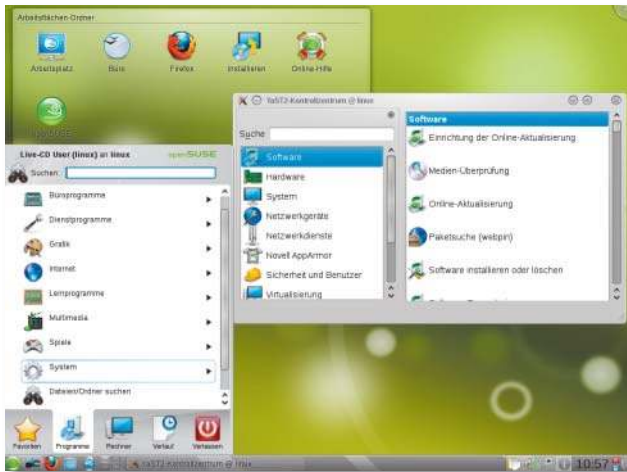 Arbeitsflächen-Ordner
Arbeitsplatz
Büro
Firefox
Installieren
Online-Hilfe
openSUSE
YaST2-Kontrollzentrum @ linux
Suche
Software
Hardware
System
Netzwerkgeräte
Netzwerkdienste
Novell AppArmor
Sicherheit und Benutzer
Virtualisierung
Software
Einrichtung der Online-Aktualisierung
Medien-Überprüfung
Online-Aktualisierung
Paketsuche (webpin)
Software installieren oder löschen
Live-CD User (linux) an linux
openSUSE
Suchen:
Büroprogramme
Dienstprogramme
Grafik
Internet
Lernprogramme
Multimedia
Spiele
System
Dateien/Ordner suchen
Favoriten
Programme
Rechner
Verlauf
Verlassen
YaST2-Kontrollzentrum @ linux
10:57